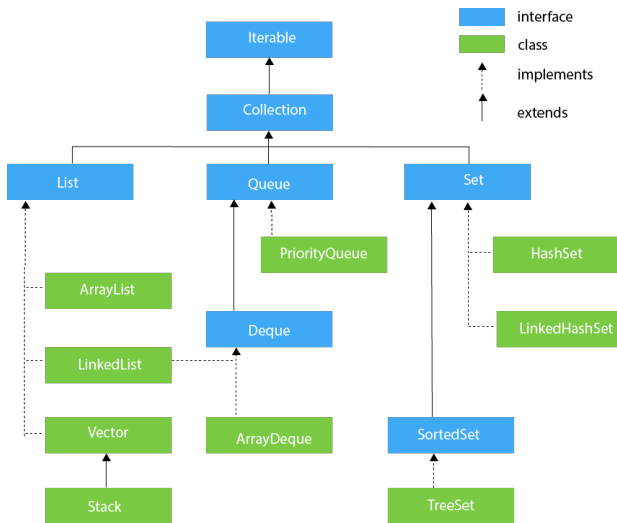 Iterable
interface
class
implements
extends
Collection
List
Queue
Set
PriorityQueue
HashSet
ArrayList
Deque
LinkedHashSet
LinkedList
Vector
ArrayDeque
SortedSet
Stack
TreeSet